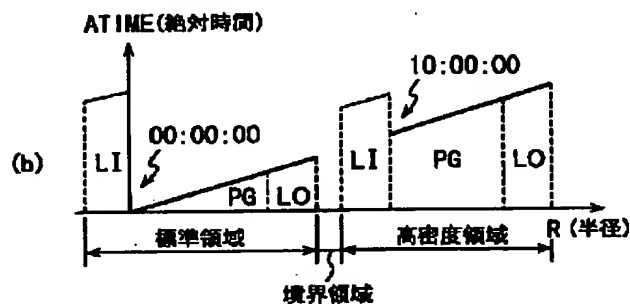 ATIME(絶対時間)
10:00:00
00:00:00
(b)
LI
PG
LO
LI
PG
LO
標準領域
高密度領域
R(半径)
境界領域